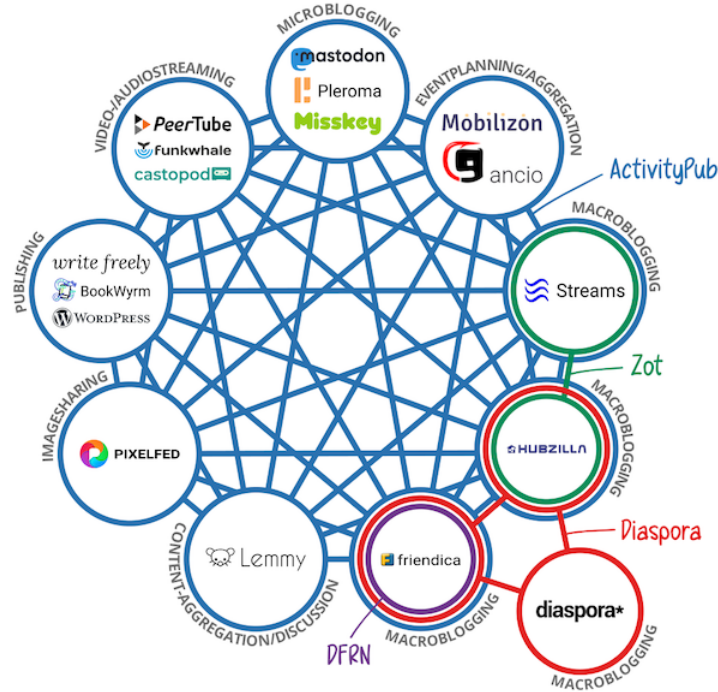 MICROBLOGGING
mastodon
Pleroma
Misskey
EVENTPLANNING/AGGREGATION
Mobilizon
gancio
VIDEO-/AUDIOSTREAMING
PeerTube
funkwhale
castopod
ActivityPub
MACROBLOGGING
Streams
PUBLISHING
write freely
BookWyrm
WORDPRESS
Zot
MACROBLOGGING
HUBZILLA
IMAGESHARING
PIXELFED
Diaspora
CONTENT-AGGREGATION/DISCUSSION
Lemmy
friendica
MACROBLOGGING
diaspora*
MACROBLOGGING
DFRN